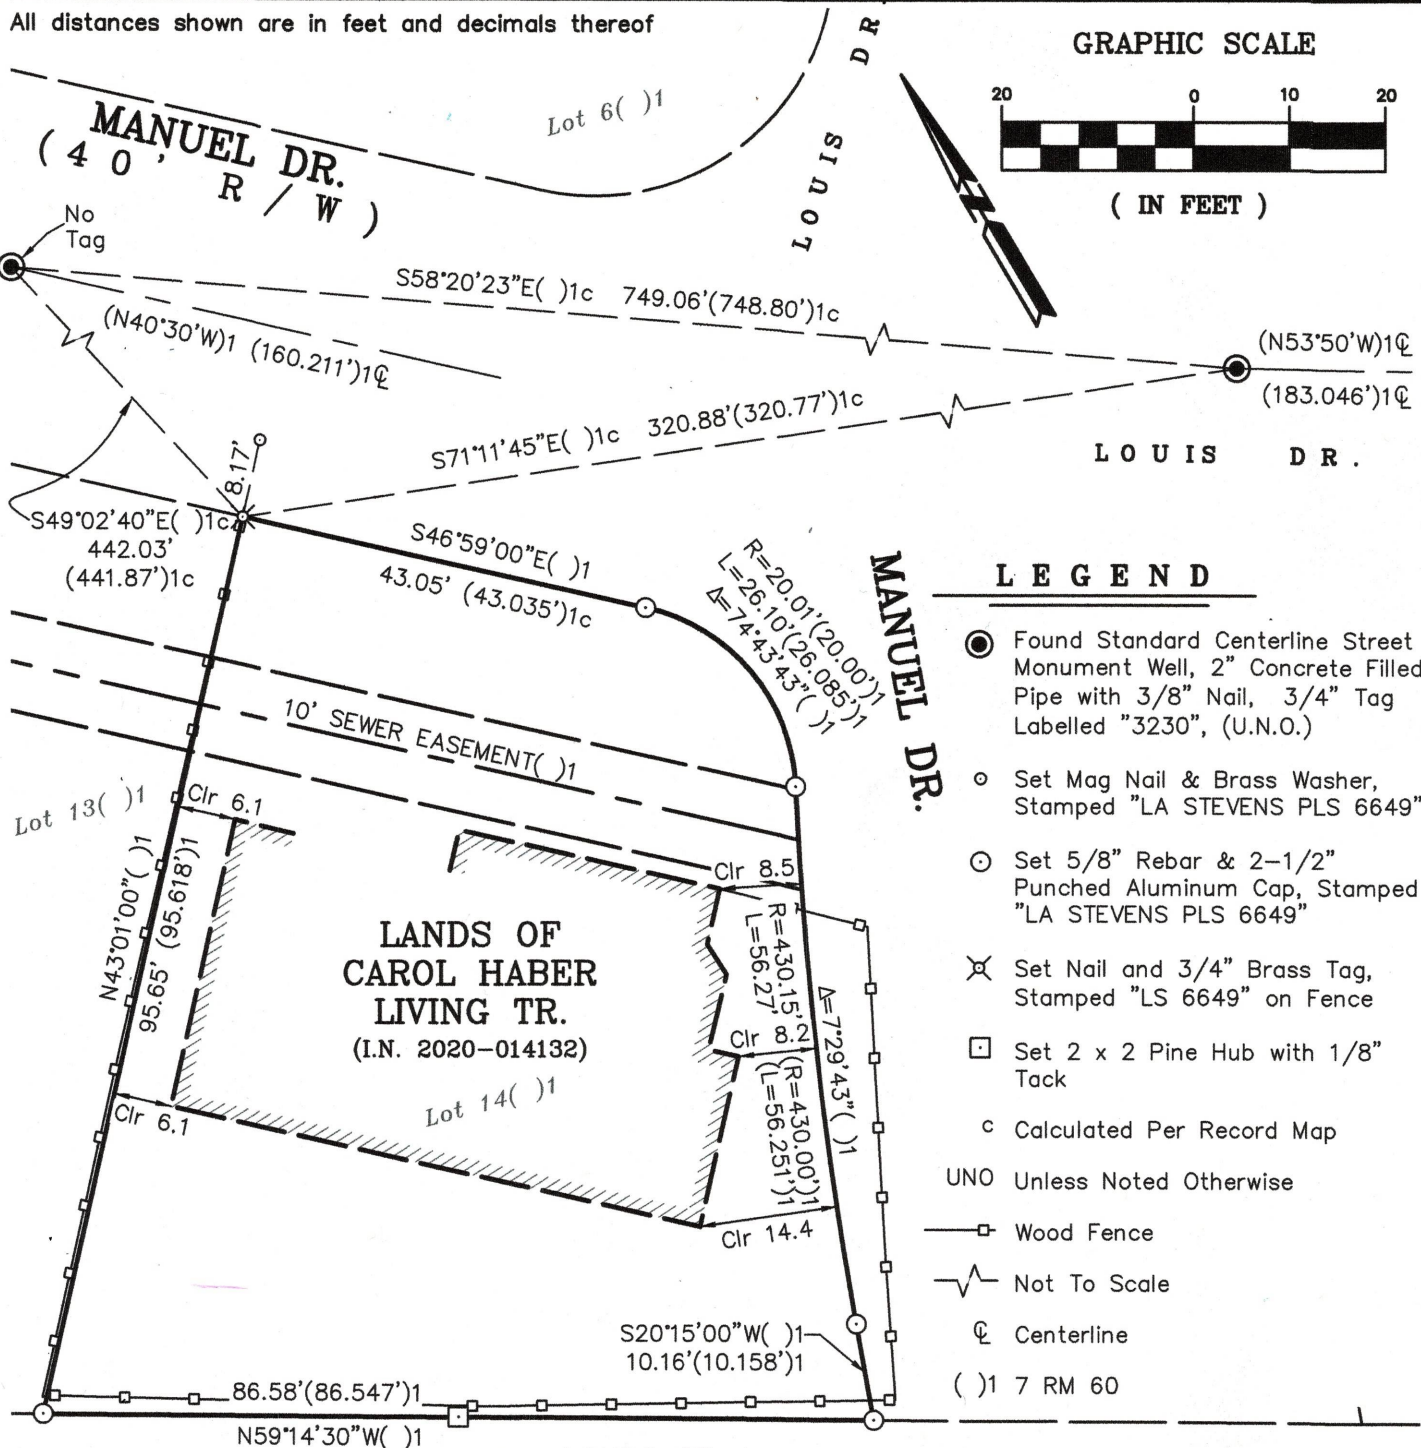 All distances shown are in feet and decimals thereof
LOUIS DR
GRAPHIC SCALE
20 0 10 20
( IN FEET )
Lot 6( )1
MANUEL DR.
(40' R/W)
No
Tag
S58°20'23"E( )1c 749.06'(748.80')1c
(N40°30'W)1 (160.211')1℄
(N53°50'W)1℄
(183.046')1℄
S71°11'45"E( )1c 320.88'(320.77')1c
LOUIS DR.
8.17'
S49°02'40"E( )1c
442.03'
(441.87')1c
S46°59'00"E( )1
43.05' (43.035')1c
R=20.01'(20.00')1
L=26.10'(26.085')1
Δ=74°43'43"( )1
MANUEL DR.
10' SEWER EASEMENT( )1
Lot 13( )1
Clr 6.1
Clr 8.5
N43°01'00"( )1
95.65' (95.618')1
LANDS OF
CAROL HABER
LIVING TR.
(I.N. 2020-014132)
Lot 14( )1
R=430.15'
L=56.27'
Clr 8.2
(R=430.00')1
(L=56.251')1
Δ=7°29'43"( )1
Clr 6.1
Clr 14.4
S20°15'00"W( )1
10.16'(10.158')1
86.58'(86.547')1
N59°14'30"W( )1
LEGEND
Found Standard Centerline Street
Monument Well, 2" Concrete Filled
Pipe with 3/8" Nail, 3/4" Tag
Labelled "3230", (U.N.O.)
Set Mag Nail & Brass Washer,
Stamped "LA STEVENS PLS 6649"
Set 5/8" Rebar & 2-1/2"
Punched Aluminum Cap, Stamped
"LA STEVENS PLS 6649"
Set Nail and 3/4" Brass Tag,
Stamped "LS 6649" on Fence
Set 2 x 2 Pine Hub with 1/8"
Tack
c Calculated Per Record Map
UNO Unless Noted Otherwise
Wood Fence
Not To Scale
℄ Centerline
( )1 7 RM 60